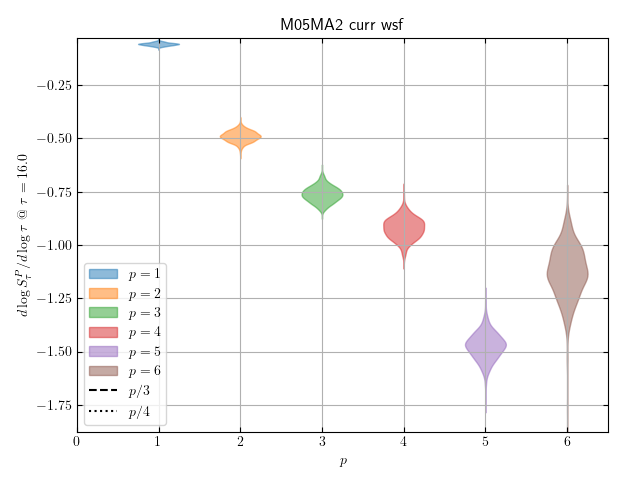 M05MA2 curr wsf
d log S_τ^p / d log τ @ τ = 16.0
−0.25
−0.50
−0.75
−1.00
−1.25
−1.50
−1.75
p = 1
p = 2
p = 3
p = 4
p = 5
p = 6
p/3
p/4
0 1 2 3 4 5 6
p